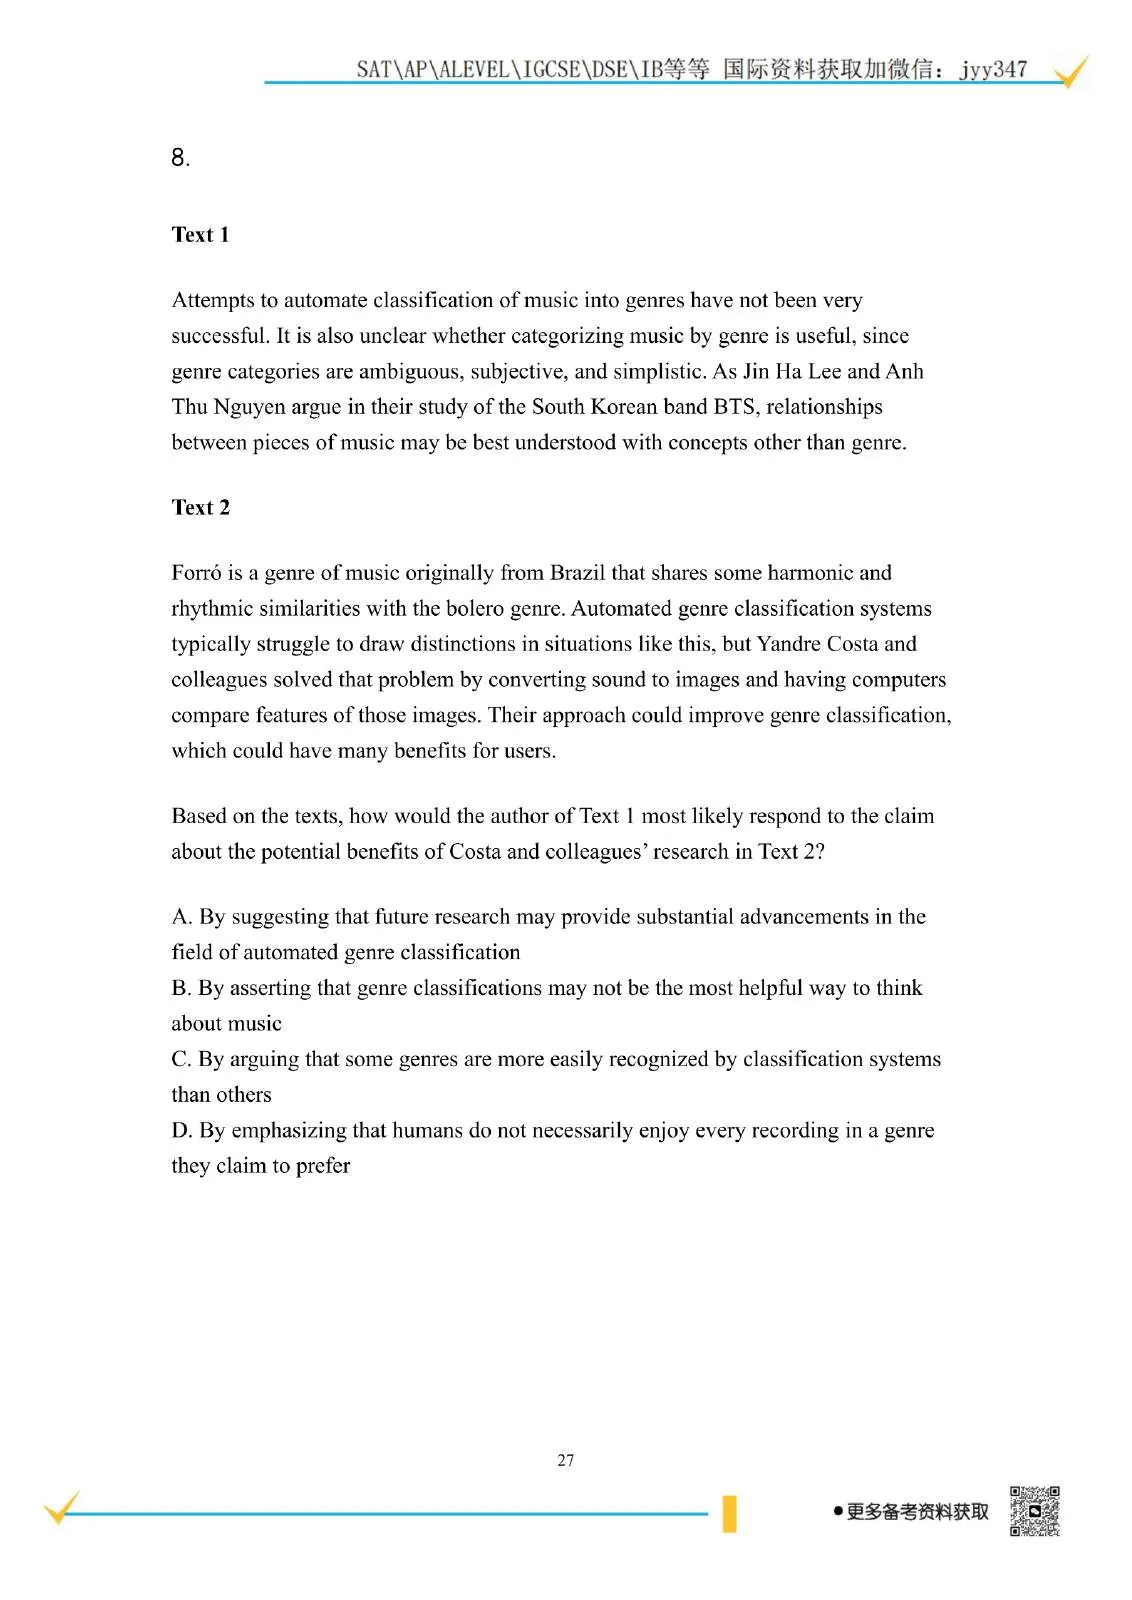 SAT\AP\ALEVEL\IGCSE\DSE\IB等等 国际资料获取加微信：jyy347
8.
Text 1
Attempts to automate classification of music into genres have not been very
successful. It is also unclear whether categorizing music by genre is useful, since
genre categories are ambiguous, subjective, and simplistic. As Jin Ha Lee and Anh
Thu Nguyen argue in their study of the South Korean band BTS, relationships
between pieces of music may be best understood with concepts other than genre.
Text 2
Forró is a genre of music originally from Brazil that shares some harmonic and
rhythmic similarities with the bolero genre. Automated genre classification systems
typically struggle to draw distinctions in situations like this, but Yandre Costa and
colleagues solved that problem by converting sound to images and having computers
compare features of those images. Their approach could improve genre classification,
which could have many benefits for users.
Based on the texts, how would the author of Text 1 most likely respond to the claim
about the potential benefits of Costa and colleagues’ research in Text 2?
A. By suggesting that future research may provide substantial advancements in the
field of automated genre classification
B. By asserting that genre classifications may not be the most helpful way to think
about music
C. By arguing that some genres are more easily recognized by classification systems
than others
D. By emphasizing that humans do not necessarily enjoy every recording in a genre
they claim to prefer
27
●更多备考资料获取